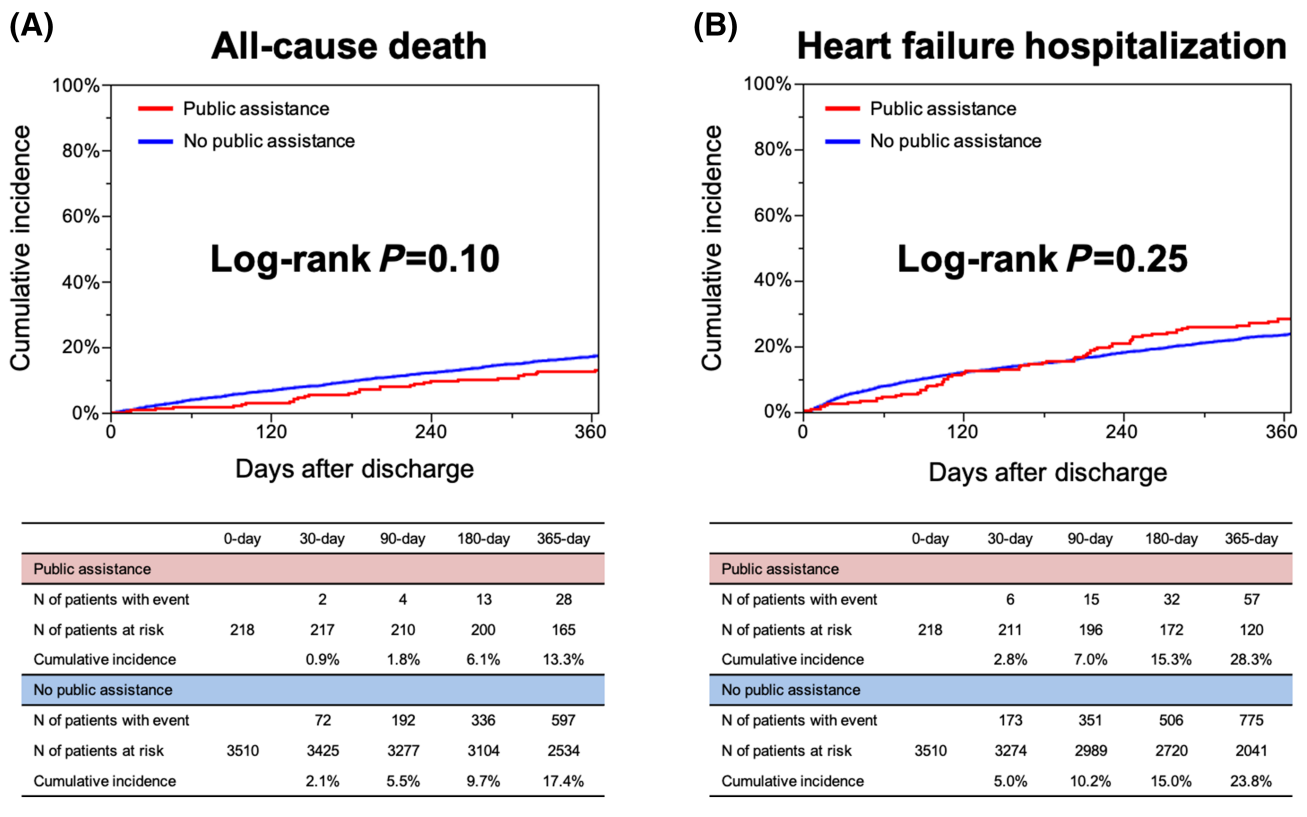 (A)
All-cause death
100%
80%
60%
40%
20%
0%
Cumulative incidence
Public assistance
No public assistance
Log-rank P=0.10
0 120 240 360
Days after discharge
0-day 30-day 90-day 180-day 365-day
Public assistance
N of patients with event 2 4 13 28
N of patients at risk 218 217 210 200 165
Cumulative incidence 0.9% 1.8% 6.1% 13.3%
No public assistance
N of patients with event 72 192 336 597
N of patients at risk 3510 3425 3277 3104 2534
Cumulative incidence 2.1% 5.5% 9.7% 17.4%
(B)
Heart failure hospitalization
100%
80%
60%
40%
20%
0%
Cumulative incidence
Public assistance
No public assistance
Log-rank P=0.25
0 120 240 360
Days after discharge
0-day 30-day 90-day 180-day 365-day
Public assistance
N of patients with event 6 15 32 57
N of patients at risk 218 211 196 172 120
Cumulative incidence 2.8% 7.0% 15.3% 28.3%
No public assistance
N of patients with event 173 351 506 775
N of patients at risk 3510 3274 2989 2720 2041
Cumulative incidence 5.0% 10.2% 15.0% 23.8%